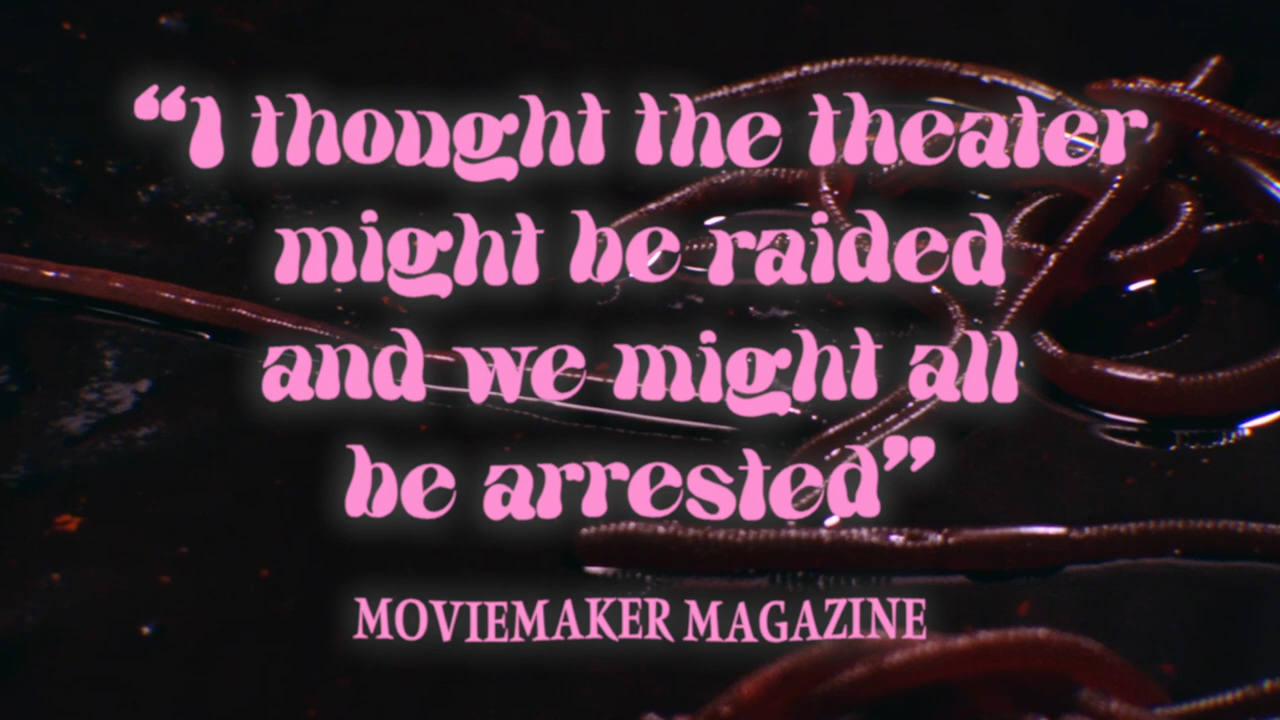 “I thought the theater
might be raided
and we might all
be arrested”
MOVIEMAKER MAGAZINE